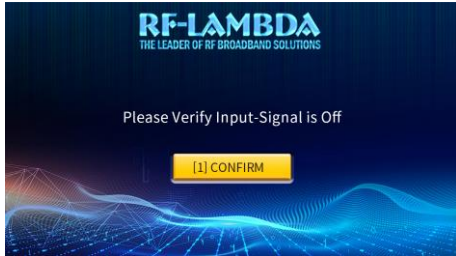 RF-LAMBDA
THE LEADER OF RF BROADBAND SOLUTIONS
Please Verify Input-Signal is Off
[1] CONFIRM